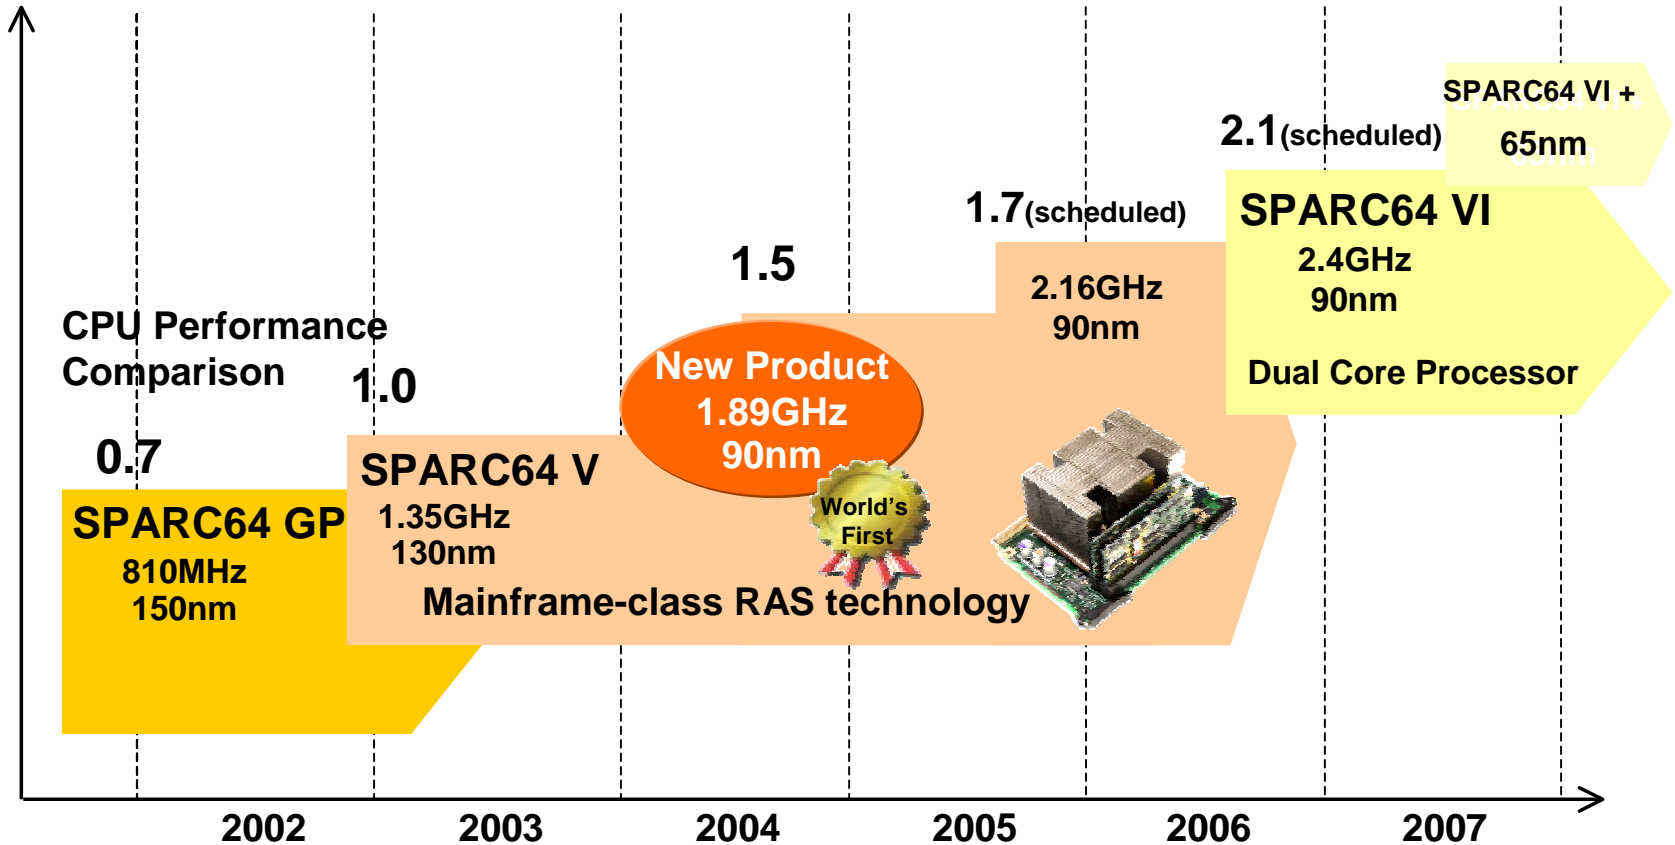 SPARC64 VI +
65nm
2.1(scheduled)
1.7(scheduled)
SPARC64 VI
2.4GHz
90nm
Dual Core Processor
1.5
2.16GHz
90nm
CPU Performance
Comparison
1.0
New Product
1.89GHz
90nm
World's
First
0.7
SPARC64 V
1.35GHz
130nm
Mainframe-class RAS technology
SPARC64 GP
810MHz
150nm
2002
2003
2004
2005
2006
2007